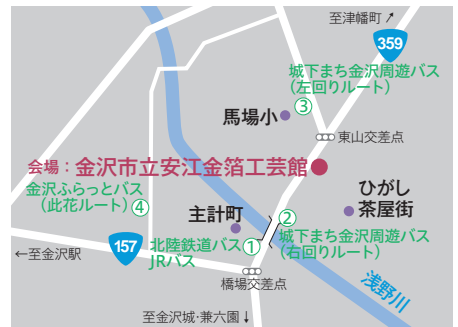 至津幡町↗
359
城下まち金沢周遊バス
（左回りルート）
③
馬場小
東山交差点
会場：金沢市立安江金箔工芸館
金沢ふらっとバス
（此花ルート）④
ひがし
茶屋街
主計町
②
城下まち金沢周遊バス
（右回りルート）
157
北陸鉄道バス①
JRバス
←至金沢駅
橋場交差点
浅野川
至金沢城・兼六園↓